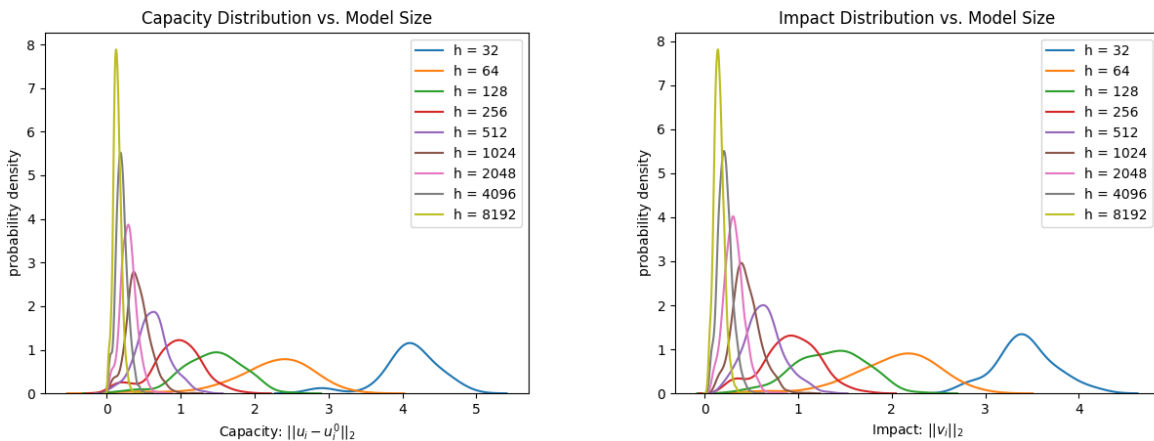 Capacity Distribution vs. Model Size
8
7
6
5
4
3
2
1
0
probability density
h = 32
h = 64
h = 128
h = 256
h = 512
h = 1024
h = 2048
h = 4096
h = 8192
0 1 2 3 4 5
Capacity: ||u_i − u_i^0||_2
Impact Distribution vs. Model Size
8
7
6
5
4
3
2
1
0
probability density
h = 32
h = 64
h = 128
h = 256
h = 512
h = 1024
h = 2048
h = 4096
h = 8192
0 1 2 3 4
Impact: ||v_i||_2